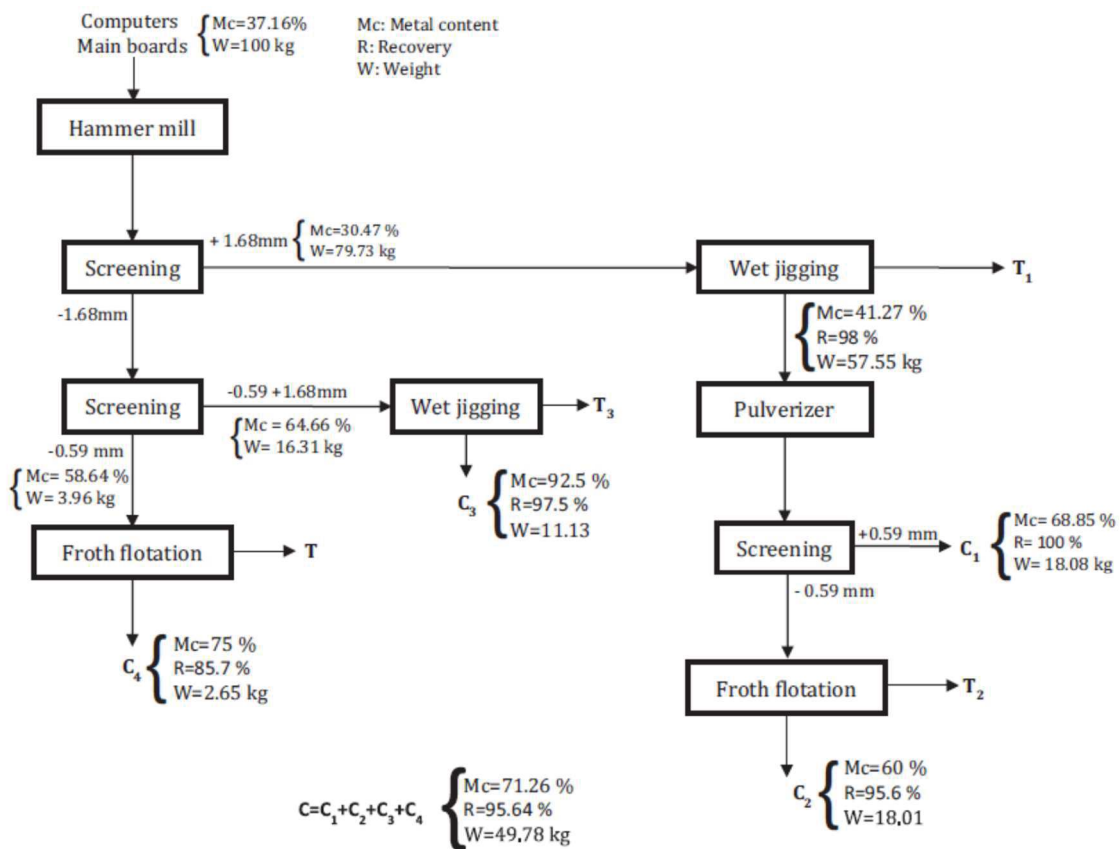 Computers
Main boards
Mc=37.16%
W=100 kg
Mc: Metal content
R: Recovery
W: Weight
Hammer mill
+ 1.68mm
Mc=30.47 %
W=79.73 kg
Screening
Wet jigging
T1
-1.68mm
Mc=41.27 %
R=98 %
W=57.55 kg
Screening
-0.59 +1.68mm
Wet jigging
T3
Pulverizer
Mc = 64.66 %
W= 16.31 kg
-0.59 mm
Mc= 58.64 %
W= 3.96 kg
C3
Mc=92.5 %
R=97.5 %
W=11.13
Froth flotation
T
Screening
+0.59 mm
C1
Mc= 68.85%
R= 100 %
W= 18.08 kg
- 0.59 mm
C4
Mc=75 %
R=85.7 %
W=2.65 kg
Froth flotation
T2
C2
Mc=60 %
R=95.6 %
W=18.01
C=C1+C2+C3+C4
Mc=71.26 %
R=95.64 %
W=49.78 kg